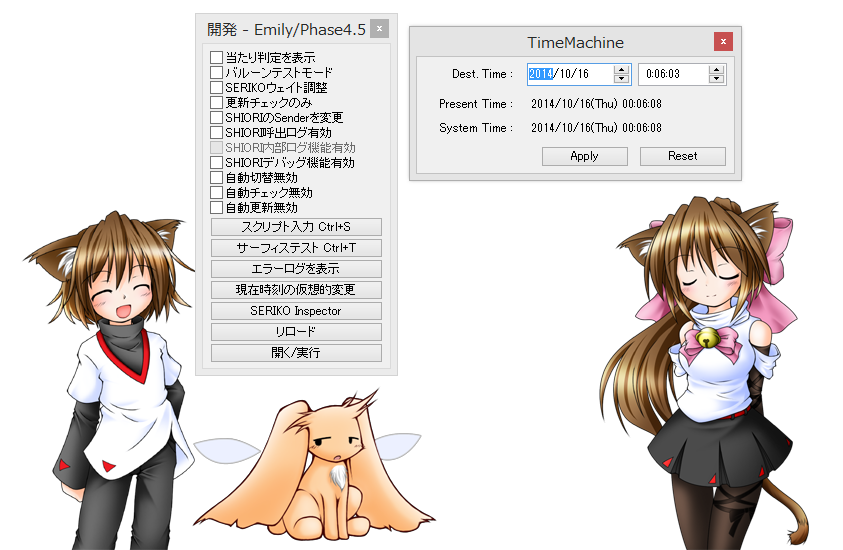 開発 - Emily/Phase4.5
x
当たり判定を表示
バルーンテストモード
SERIKOウェイト調整
更新チェックのみ
SHIORIのSenderを変更
SHIORI呼出ログ有効
SHIORI内部ログ機能有効
SHIORIデバッグ機能有効
自動切替無効
自動チェック無効
自動更新無効
スクリプト入力 Ctrl+S
サーフィステスト Ctrl+T
エラーログを表示
現在時刻の仮想的変更
SERIKO Inspector
リロード
開く/実行
TimeMachine
x
Dest. Time : 2014/10/16 0:06:03
Present Time : 2014/10/16(Thu) 00:06:08
System Time : 2014/10/16(Thu) 00:06:08
Apply Reset